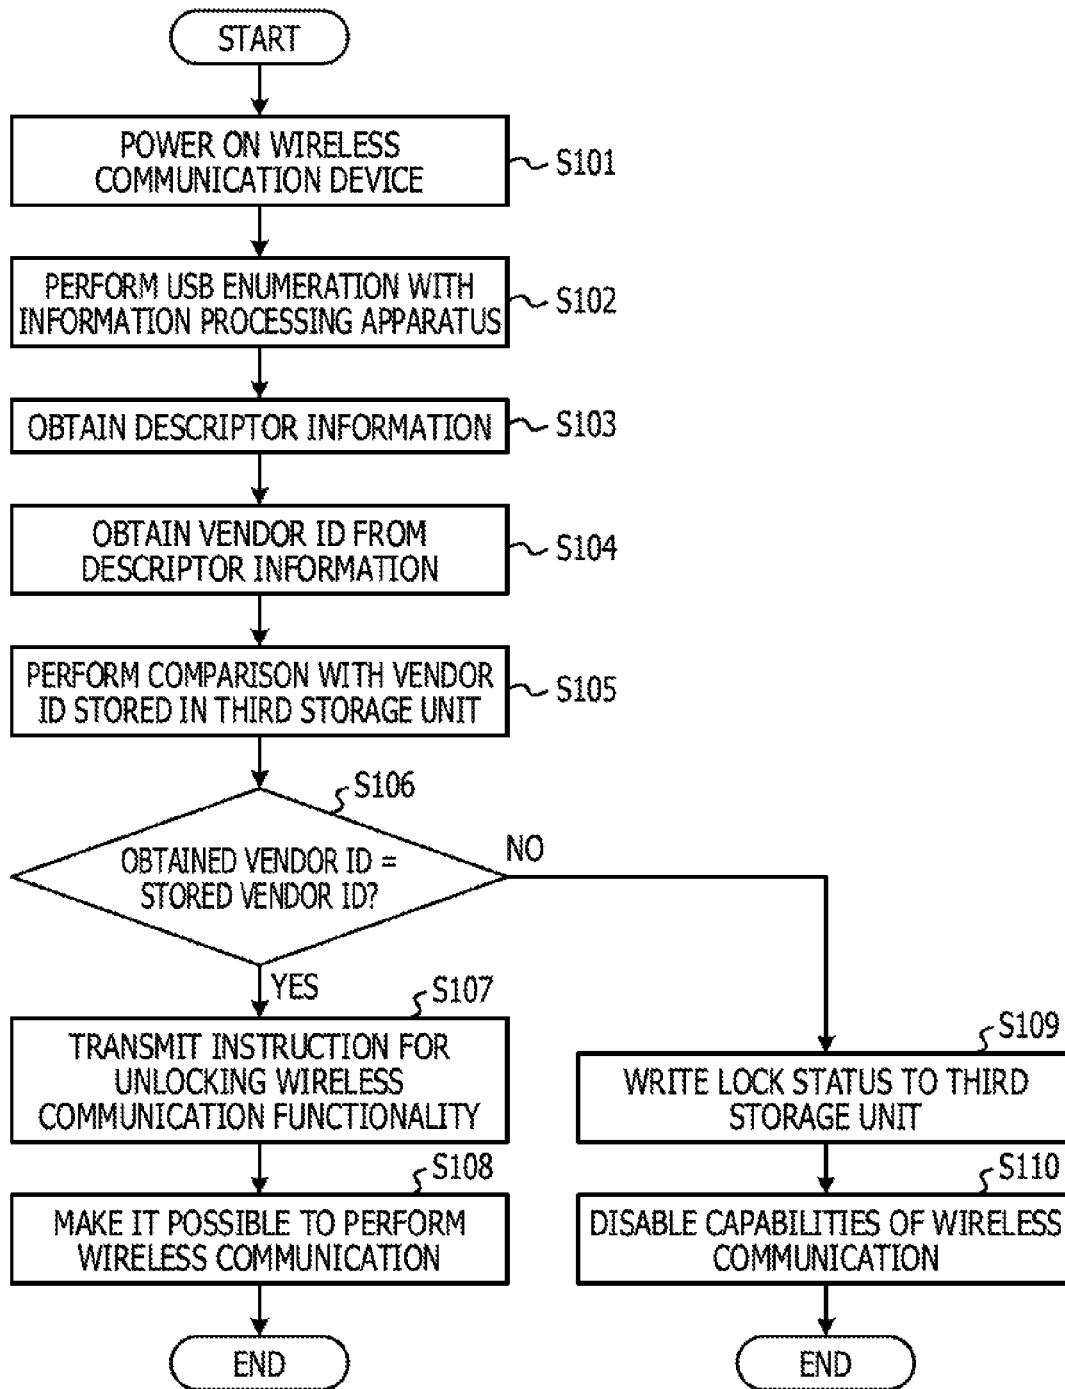 START
POWER ON WIRELESS
COMMUNICATION DEVICE
S101
PERFORM USB ENUMERATION WITH
INFORMATION PROCESSING APPARATUS
S102
OBTAIN DESCRIPTOR INFORMATION
S103
OBTAIN VENDOR ID FROM
DESCRIPTOR INFORMATION
S104
PERFORM COMPARISON WITH VENDOR
ID STORED IN THIRD STORAGE UNIT
S105
S106
OBTAINED VENDOR ID =
STORED VENDOR ID?
NO
YES
S107
TRANSMIT INSTRUCTION FOR
UNLOCKING WIRELESS
COMMUNICATION FUNCTIONALITY
S108
MAKE IT POSSIBLE TO PERFORM
WIRELESS COMMUNICATION
END
S109
WRITE LOCK STATUS TO THIRD
STORAGE UNIT
S110
DISABLE CAPABILITIES OF WIRELESS
COMMUNICATION
END